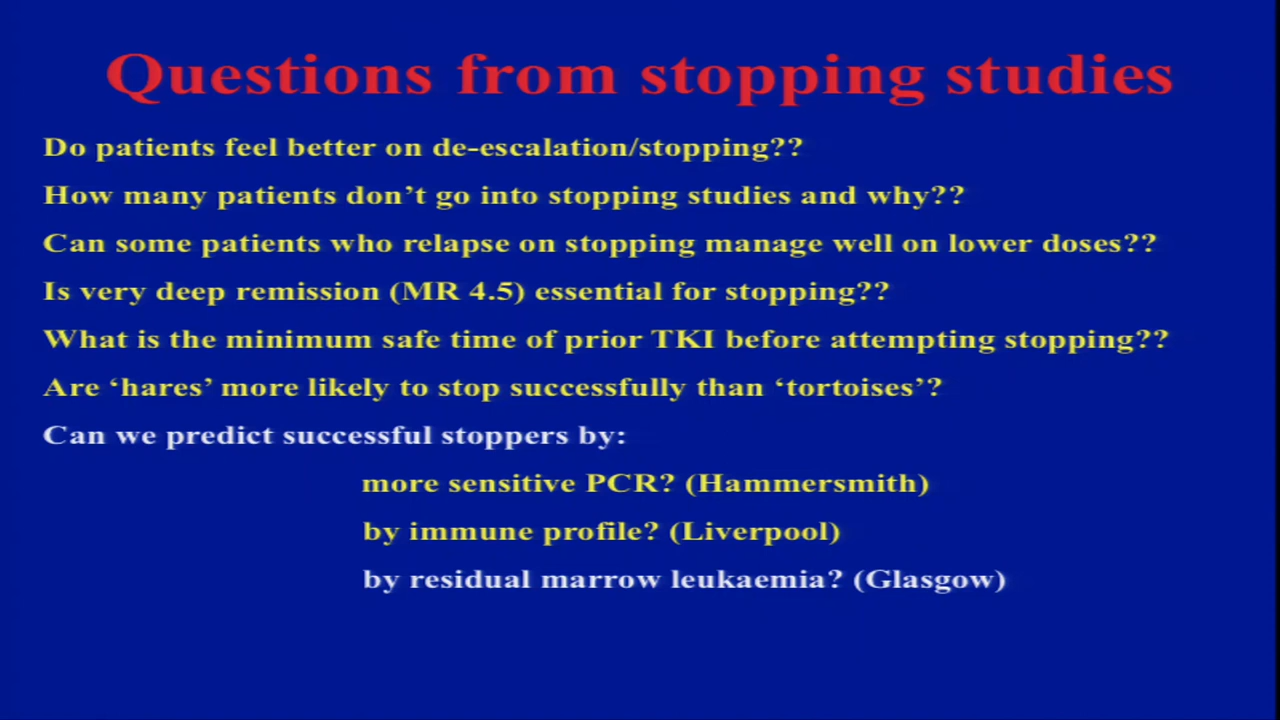 Questions from stopping studies
Do patients feel better on de-escalation/stopping??
How many patients don’t go into stopping studies and why??
Can some patients who relapse on stopping manage well on lower doses??
Is very deep remission (MR 4.5) essential for stopping??
What is the minimum safe time of prior TKI before attempting stopping??
Are ‘hares’ more likely to stop successfully than ‘tortoises’?
Can we predict successful stoppers by:
more sensitive PCR? (Hammersmith)
by immune profile? (Liverpool)
by residual marrow leukaemia? (Glasgow)